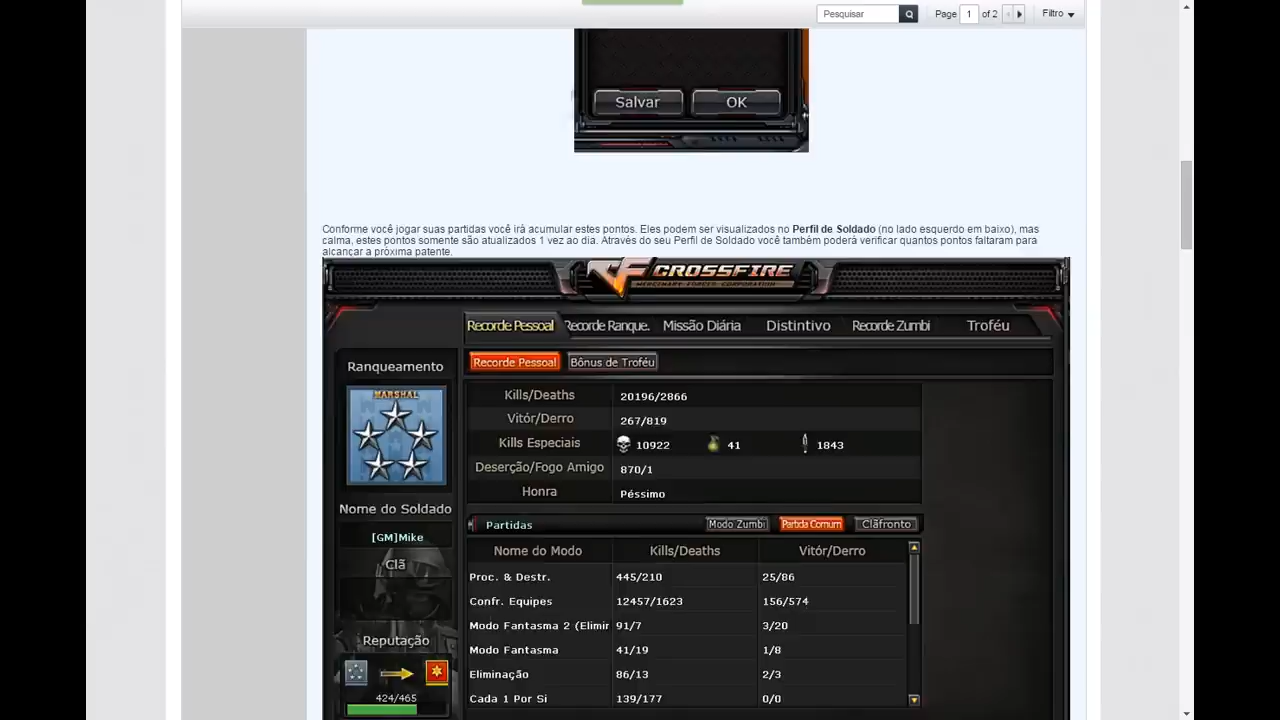 Pesquisar Page 1 of 2 Filtro
Salvar OK
Conforme você jogar suas partidas você irá acumular estes pontos. Eles podem ser visualizados no Perfil de Soldado (no lado esquerdo em baixo), mas
calma, estes pontos somente são atualizados 1 vez ao dia. Através do seu Perfil de Soldado você também poderá verificar quantos pontos faltaram para
alcançar a próxima patente.
CF CROSSFIRE
MERCENARY FORCES CORPORATION
Recorde Pessoal Recorde Ranque. Missão Diária Distintivo Recorde Zumbi Troféu
Ranqueamento
MARSHAL
Nome do Soldado
[GM]Mike
Clã
Reputação
424/465
Recorde Pessoal Bônus de Troféu
Kills/Deaths 20196/2866
Vitór/Derro 267/819
Kills Especiais 10922 41 1843
Deserção/Fogo Amigo 870/1
Honra Péssimo
Partidas Modo Zumbi Partida Comum Clãfronto
Nome do Modo Kills/Deaths Vitór/Derro
Proc. & Destr. 445/210 25/86
Confr. Equipes 12457/1623 156/574
Modo Fantasma 2 (Elimir 91/7 3/20
Modo Fantasma 41/19 1/8
Eliminação 86/13 2/3
Cada 1 Por Si 139/177 0/0